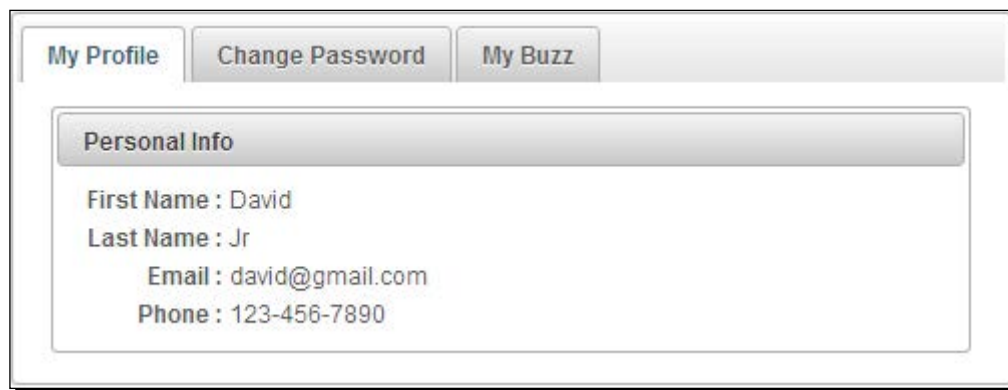 My Profile Change Password My Buzz
Personal Info
First Name : David
Last Name : Jr
Email : david@gmail.com
Phone : 123-456-7890